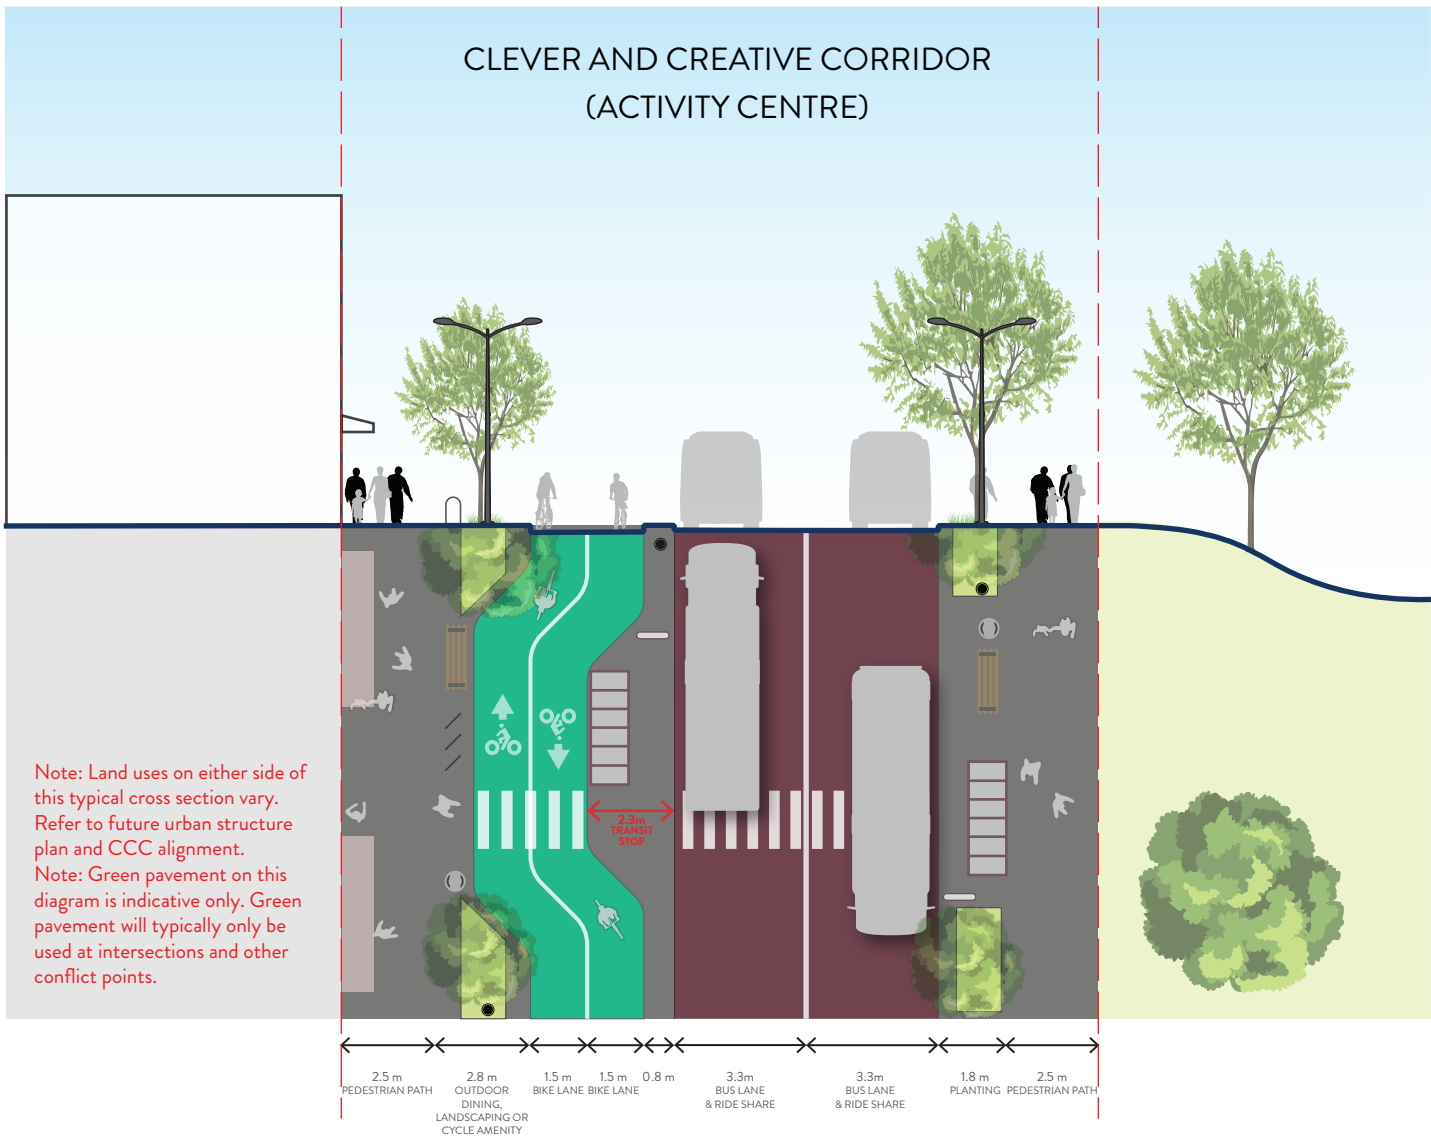 CLEVER AND CREATIVE CORRIDOR
(ACTIVITY CENTRE)
Note: Land uses on either side of
this typical cross section vary.
Refer to future urban structure
plan and CCC alignment.
Note: Green pavement on this
diagram is indicative only. Green
pavement will typically only be
used at intersections and other
conflict points.
2.3m
TRANSIT
STOP
2.5 m
PEDESTRIAN PATH
2.8 m
OUTDOOR
DINING,
LANDSCAPING OR
CYCLE AMENITY
1.5 m
BIKE LANE
1.5 m
BIKE LANE
0.8 m
3.3m
BUS LANE
& RIDE SHARE
3.3m
BUS LANE
& RIDE SHARE
1.8 m
PLANTING
2.5 m
PEDESTRIAN PATH